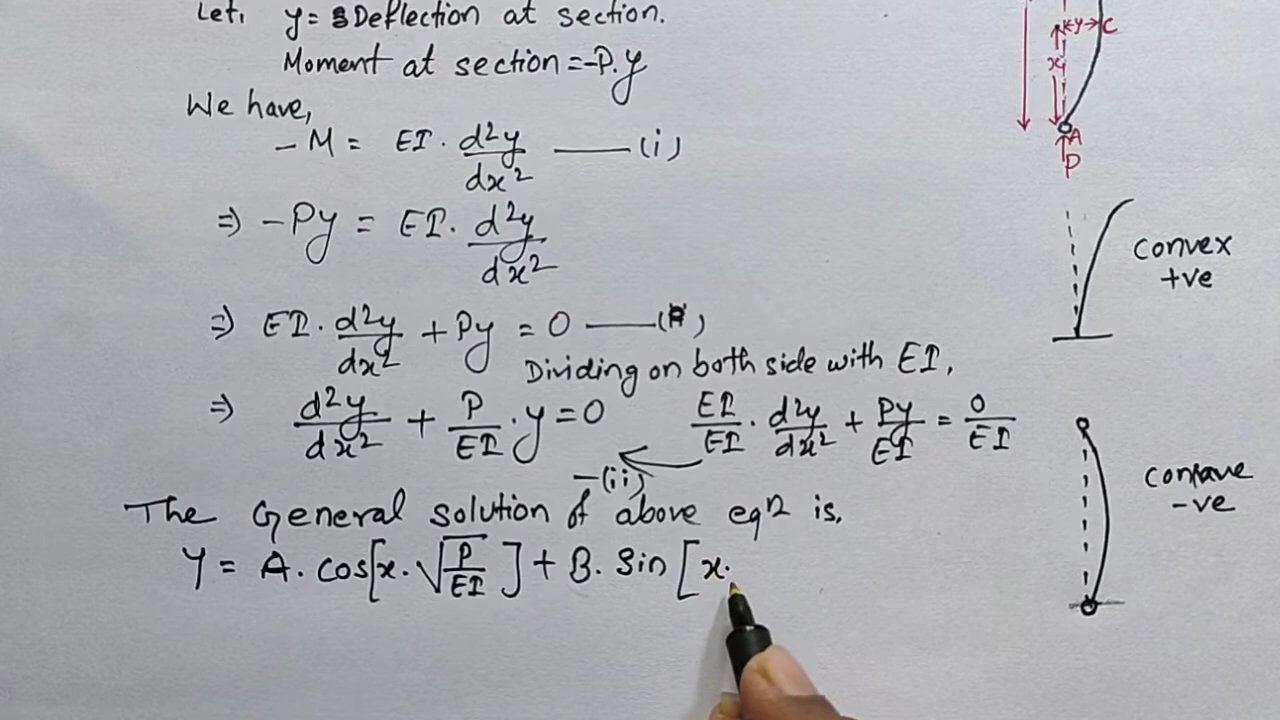 Let, y = Deflection at section.
Moment at section = -P.y
We have,
- M = EI . d²y/dx² —— (i)
⇒ - Py = EI . d²y/dx²
⇒ EI . d²y/dx² + Py = 0 ——
Dividing on both side with EI,
⇒ d²y/dx² + P/EI . y = 0
EI/EI . d²y/dx² + Py/EI = 0/EI
—(ii)
The General solution of above eqn is,
Y = A. cos[x. √P/EI ] + B. Sin [x.
y
C
x
A
P
convex
+ve
concave
-ve